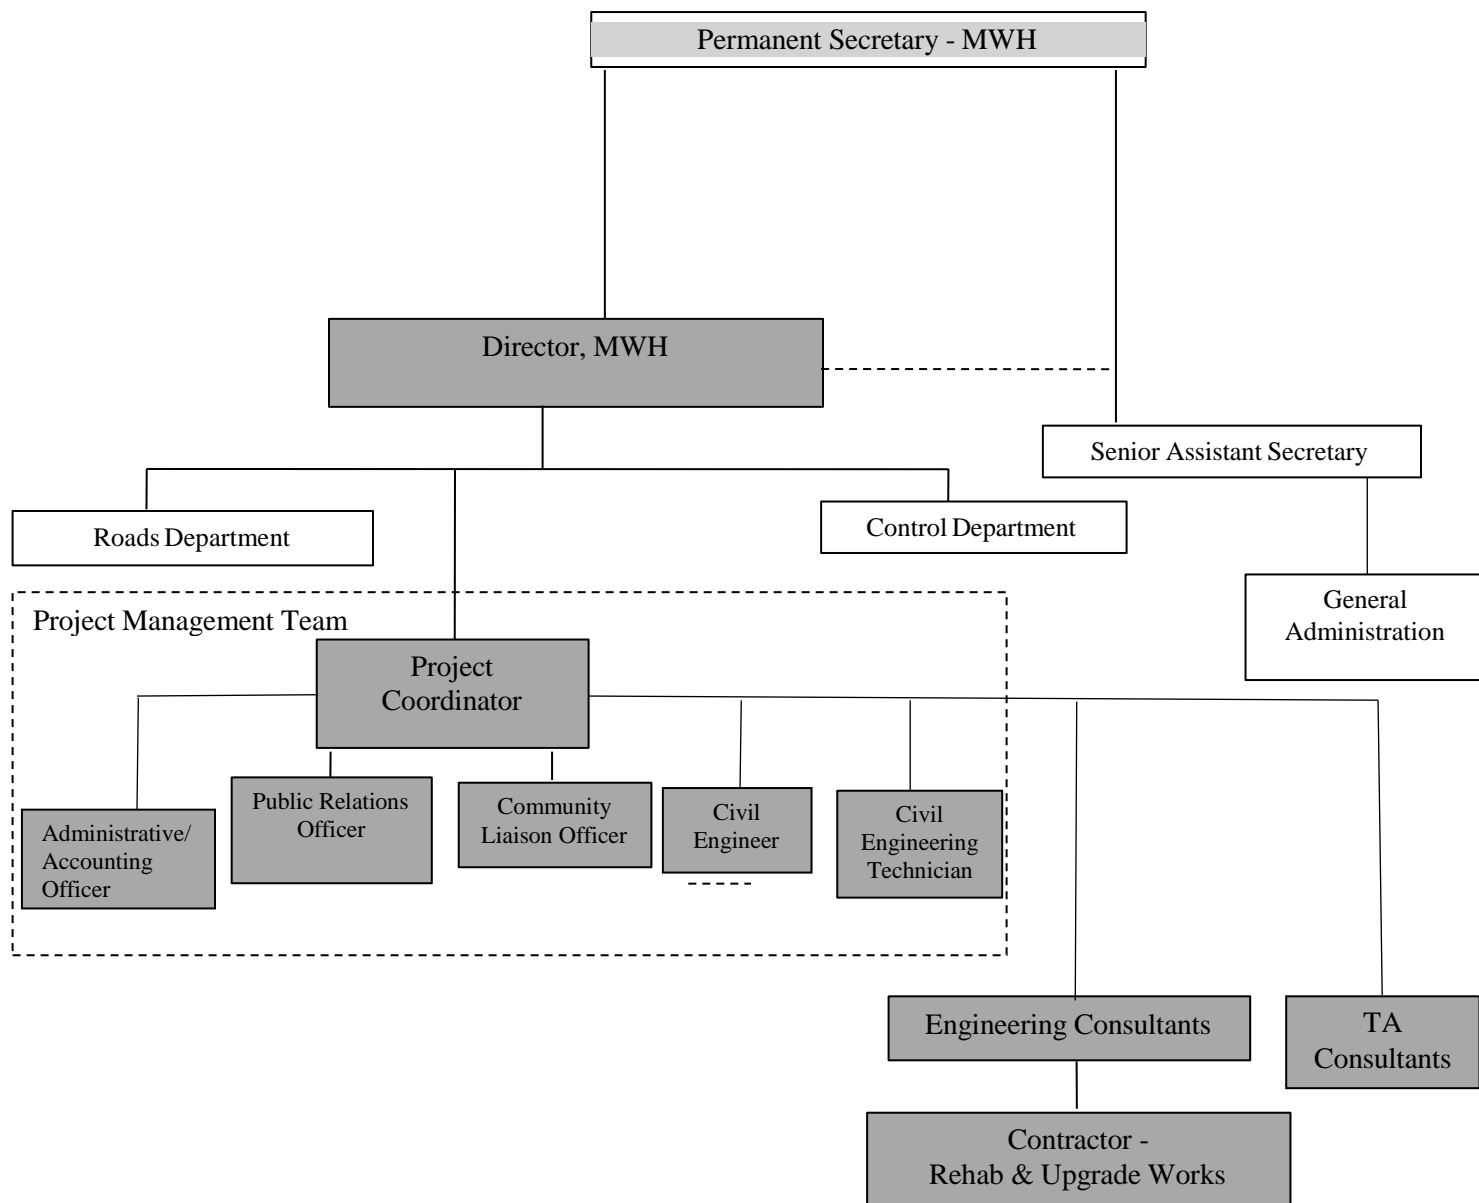 Permanent Secretary - MWH
Director, MWH
Senior Assistant Secretary
Roads Department
Control Department
General
Administration
Project Management Team
Project
Coordinator
Administrative/
Accounting
Officer
Public Relations
Officer
Community
Liaison Officer
Civil
Engineer
Civil
Engineering
Technician
Engineering Consultants
TA
Consultants
Contractor -
Rehab & Upgrade Works